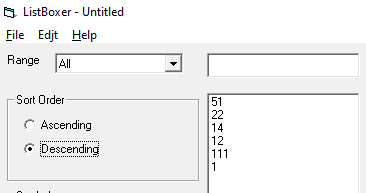 ListBoxer - Untitled
File Edjt Help
Range All
Sort Order
Ascending
Descending
51
22
14
12
111
1